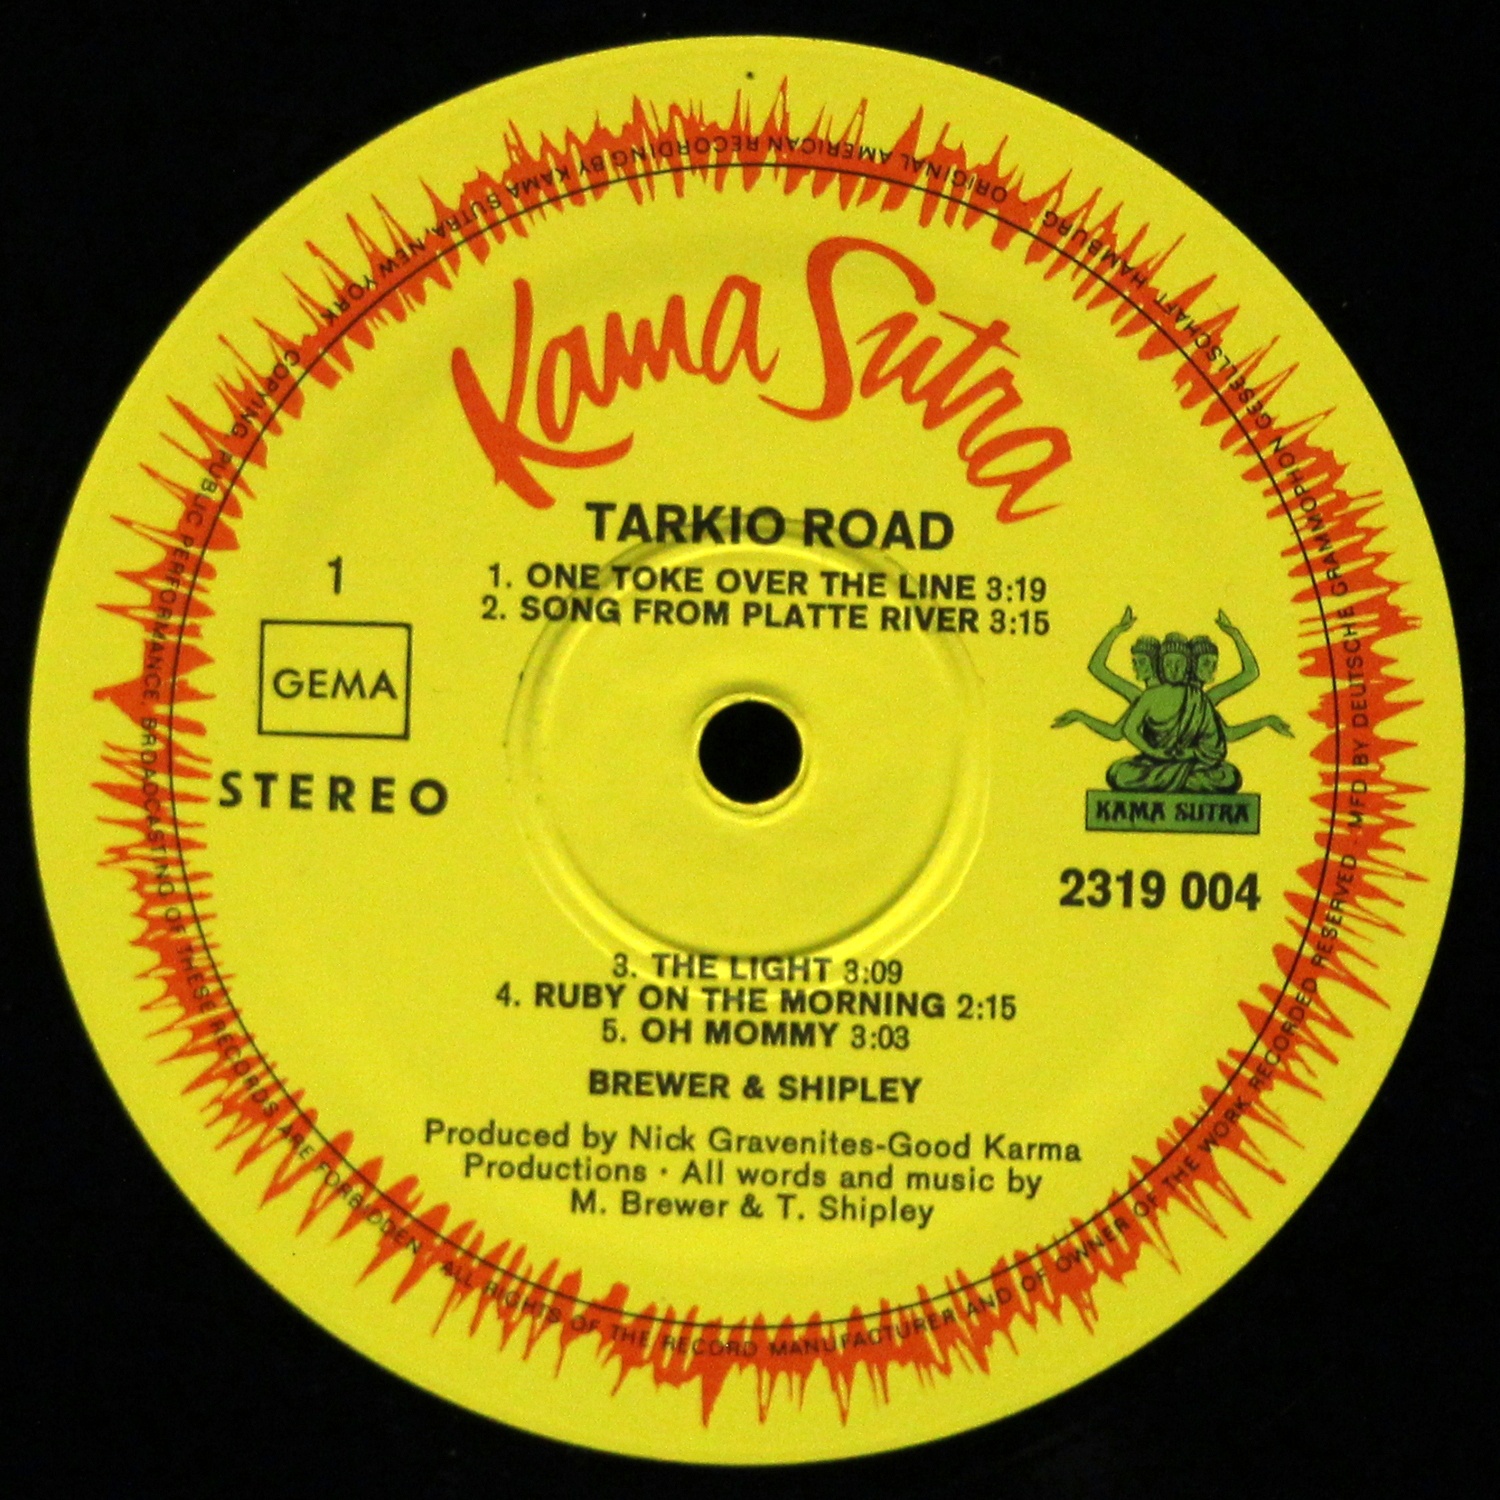 Kama Sutra
TARKIO ROAD
1. ONE TOKE OVER THE LINE 3:19
2. SONG FROM PLATTE RIVER 3:15
1
GEMA
STEREO
KAMA SUTRA
2319 004
3. THE LIGHT 3:09
4. RUBY ON THE MORNING 2:15
5. OH MOMMY 3:03
BREWER & SHIPLEY
Produced by Nick Gravenites-Good Karma
Productions · All words and music by
M. Brewer & T. Shipley
COPYING, PUBLIC PERFORMANCE, BROADCASTING OF THESE RECORDS ARE FORBIDDEN · ALL RIGHTS OF THE RECORD MANUFACTURER AND OF OWNER OF THE WORK RECORDED RESERVED · MFD BY DEUTSCHE GRAMMOPHON GESELLSCHAFT HAMBURG
ORIGINAL AMERICAN RECORDING BY KAMA SUTRA, NEW YORK